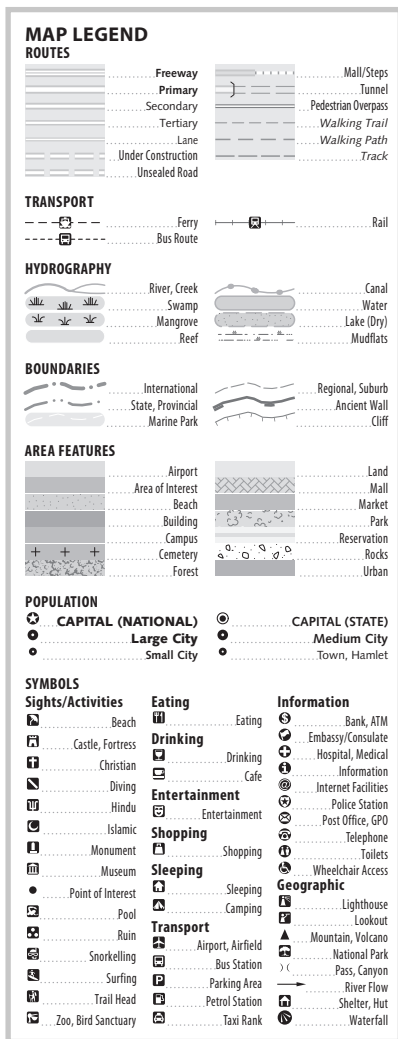 MAP LEGEND
ROUTES
Freeway
Primary
Secondary
Tertiary
Lane
Under Construction
Unsealed Road
Mall/Steps
Tunnel
Pedestrian Overpass
Walking Trail
Walking Path
Track
TRANSPORT
Ferry
Bus Route
Rail
HYDROGRAPHY
River, Creek
Swamp
Mangrove
Reef
Canal
Water
Lake (Dry)
Mudflats
BOUNDARIES
International
State, Provincial
Marine Park
Regional, Suburb
Ancient Wall
Cliff
AREA FEATURES
Airport
Area of Interest
Beach
Building
Campus
Cemetery
Forest
Land
Mall
Market
Park
Reservation
Rocks
Urban
POPULATION
CAPITAL (NATIONAL)
Large City
Small City
CAPITAL (STATE)
Medium City
Town, Hamlet
SYMBOLS
Sights/Activities
Beach
Castle, Fortress
Christian
Diving
Hindu
Islamic
Monument
Museum
Point of Interest
Pool
Ruin
Snorkelling
Surfing
Trail Head
Zoo, Bird Sanctuary
Eating
Eating
Drinking
Drinking
Cafe
Entertainment
Entertainment
Shopping
Shopping
Sleeping
Sleeping
Camping
Transport
Airport, Airfield
Bus Station
Parking Area
Petrol Station
Taxi Rank
Information
Bank, ATM
Embassy/Consulate
Hospital, Medical
Information
Internet Facilities
Police Station
Post Office, GPO
Telephone
Toilets
Wheelchair Access
Geographic
Lighthouse
Lookout
Mountain, Volcano
National Park
Pass, Canyon
River Flow
Shelter, Hut
Waterfall